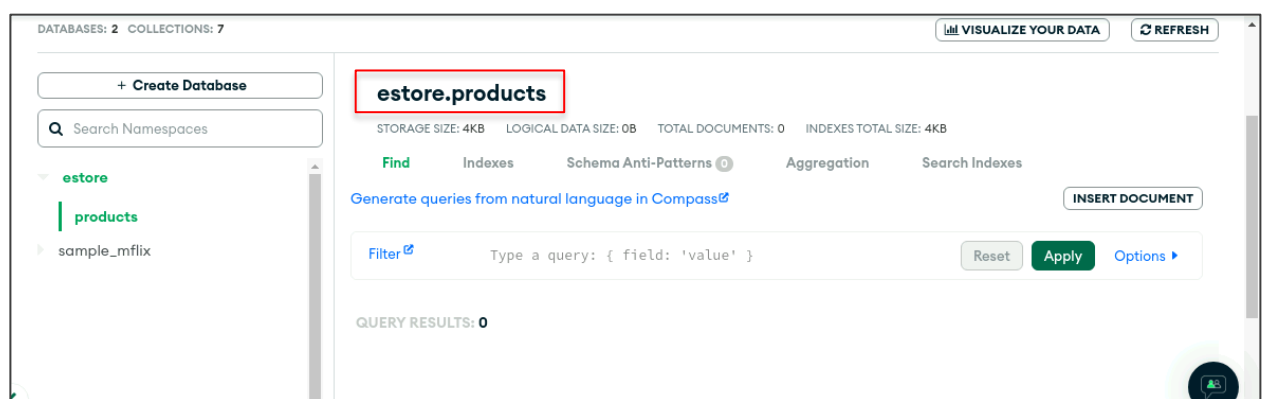 DATABASES: 2 COLLECTIONS: 7
VISUALIZE YOUR DATA
REFRESH
+ Create Database
Search Namespaces
estore
products
sample_mflix
estore.products
STORAGE SIZE: 4KB LOGICAL DATA SIZE: 0B TOTAL DOCUMENTS: 0 INDEXES TOTAL SIZE: 4KB
Find Indexes Schema Anti-Patterns 0 Aggregation Search Indexes
Generate queries from natural language in Compass
INSERT DOCUMENT
Filter Type a query: { field: 'value' } Reset Apply Options
QUERY RESULTS: 0